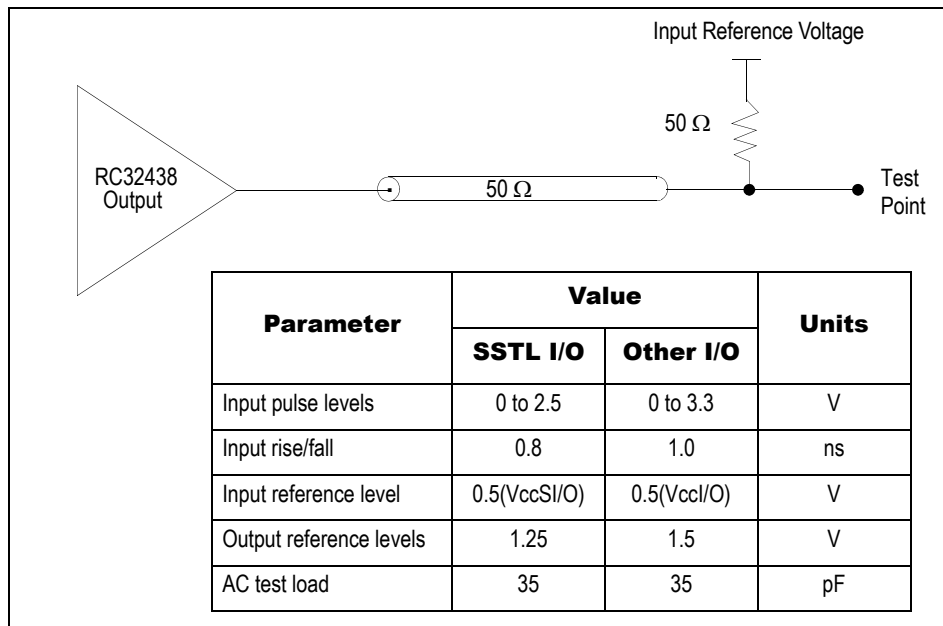 Input Reference Voltage
50 Ω
RC32438
Output
50 Ω
Test
Point
Parameter Value Units
SSTL I/O Other I/O
Input pulse levels 0 to 2.5 0 to 3.3 V
Input rise/fall 0.8 1.0 ns
Input reference level 0.5(VccSI/O) 0.5(VccI/O) V
Output reference levels 1.25 1.5 V
AC test load 35 35 pF